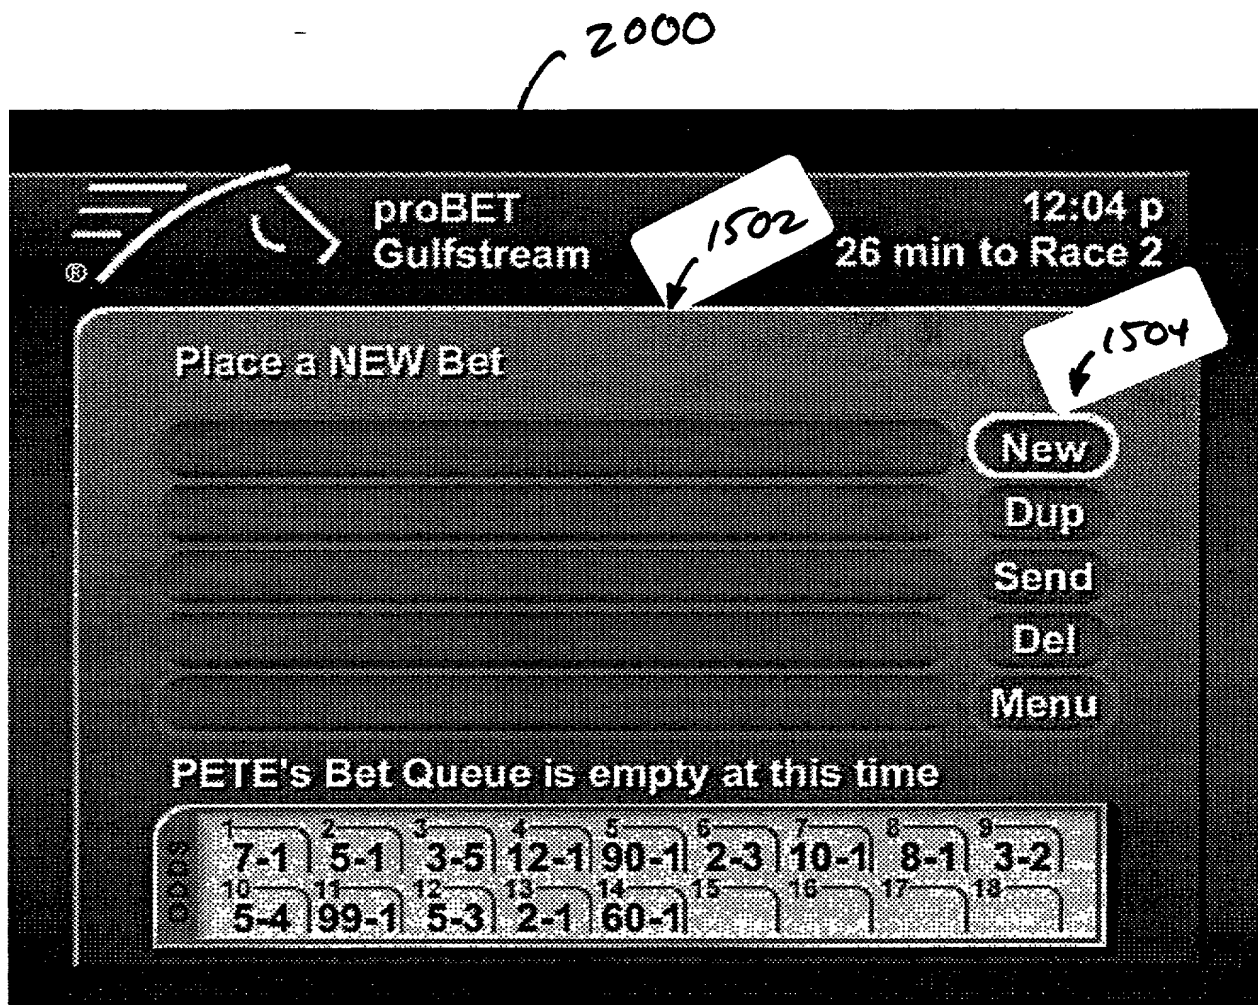 2000
proBET
12:04 p
Gulfstream
1502
26 min to Race 2
®
Place a NEW Bet
1504
New
Dup
Send
Del
Menu
PETE's Bet Queue is empty at this time
ODDS
1 2 3 4 5 6 7 8 9
7-1 5-1 3-5 12-1 90-1 2-3 10-1 8-1 3-2
10 11 12 13 14 15 16 17 18
5-4 99-1 5-3 2-1 60-1